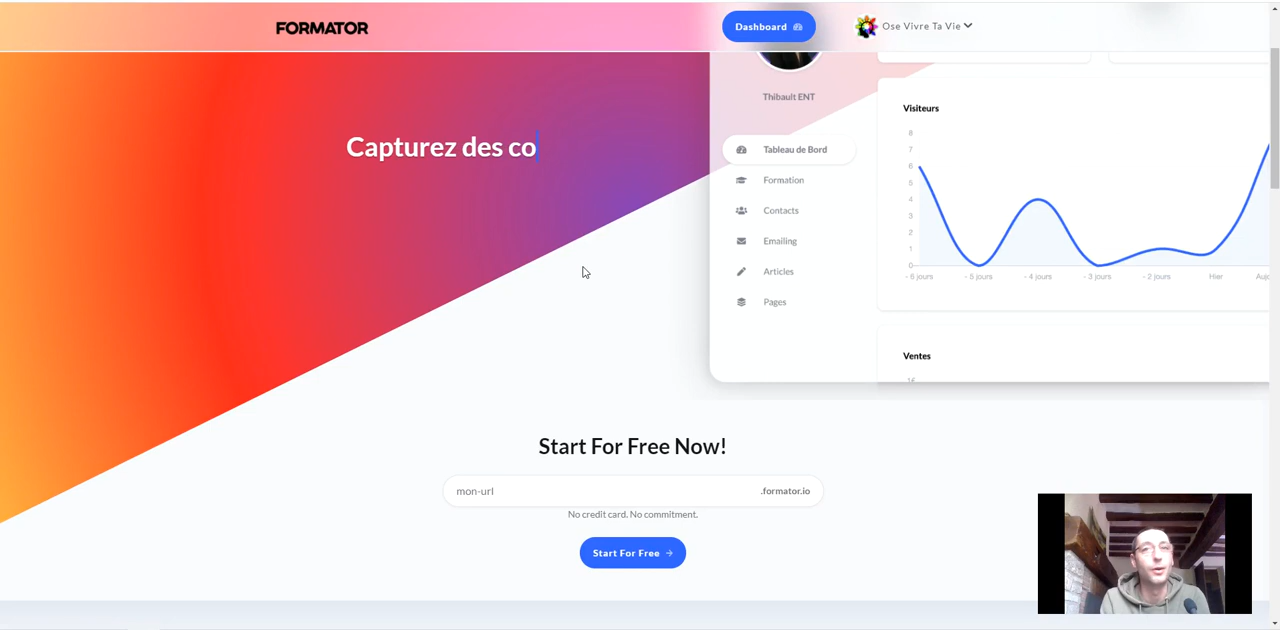 FORMATOR
Dashboard
Ose Vivre Ta Vie
Capturez des co
Thibault ENT
Tableau de Bord
Formation
Contacts
Emailing
Articles
Pages
Visiteurs
8
7
6
5
4
3
2
1
0
- 6 jours
- 5 jours
- 4 jours
- 3 jours
- 2 jours
Hier
Auj
Ventes
Start For Free Now!
mon-url
.formator.io
No credit card. No commitment.
Start For Free →